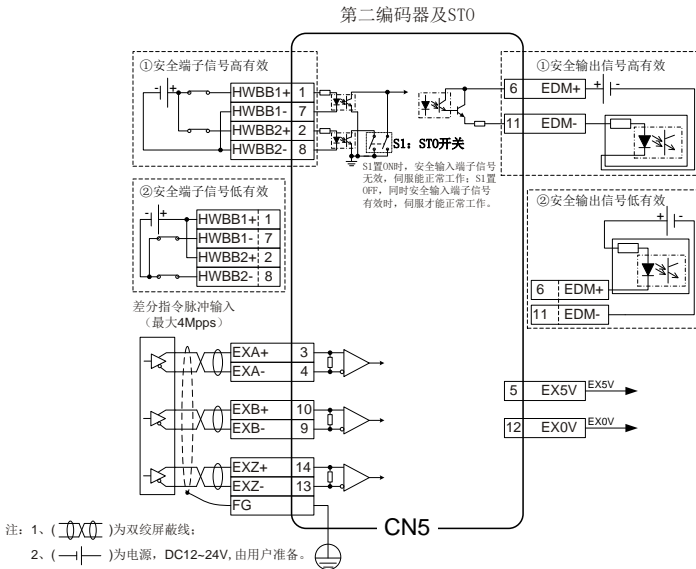 第二编码器及STO
①安全端子信号高有效
- +
HWBB1+ 1
HWBB1- 7
HWBB2+ 2
HWBB2- 8
S1：STO开关
S1置ON时，安全输入端子信号
无效，伺服能正常工作；S1置
OFF，同时安全输入端子信号
有效时，伺服才能正常工作。
①安全输出信号高有效
+ -
6 EDM+
11 EDM-
②安全端子信号低有效
- +
HWBB1+ 1
HWBB1- 7
HWBB2+ 2
HWBB2- 8
②安全输出信号低有效
+ -
6 EDM+
11 EDM-
差分指令脉冲输入
（最大4Mpps）
EXA+ 3
EXA- 4
EXB+ 10
EXB- 9
EXZ+ 14
EXZ- 13
FG
5 EX5V EX5V
12 EX0V EX0V
CN5
注：1、( )为双绞屏蔽线；
2、( )为电源，DC12~24V,由用户准备。